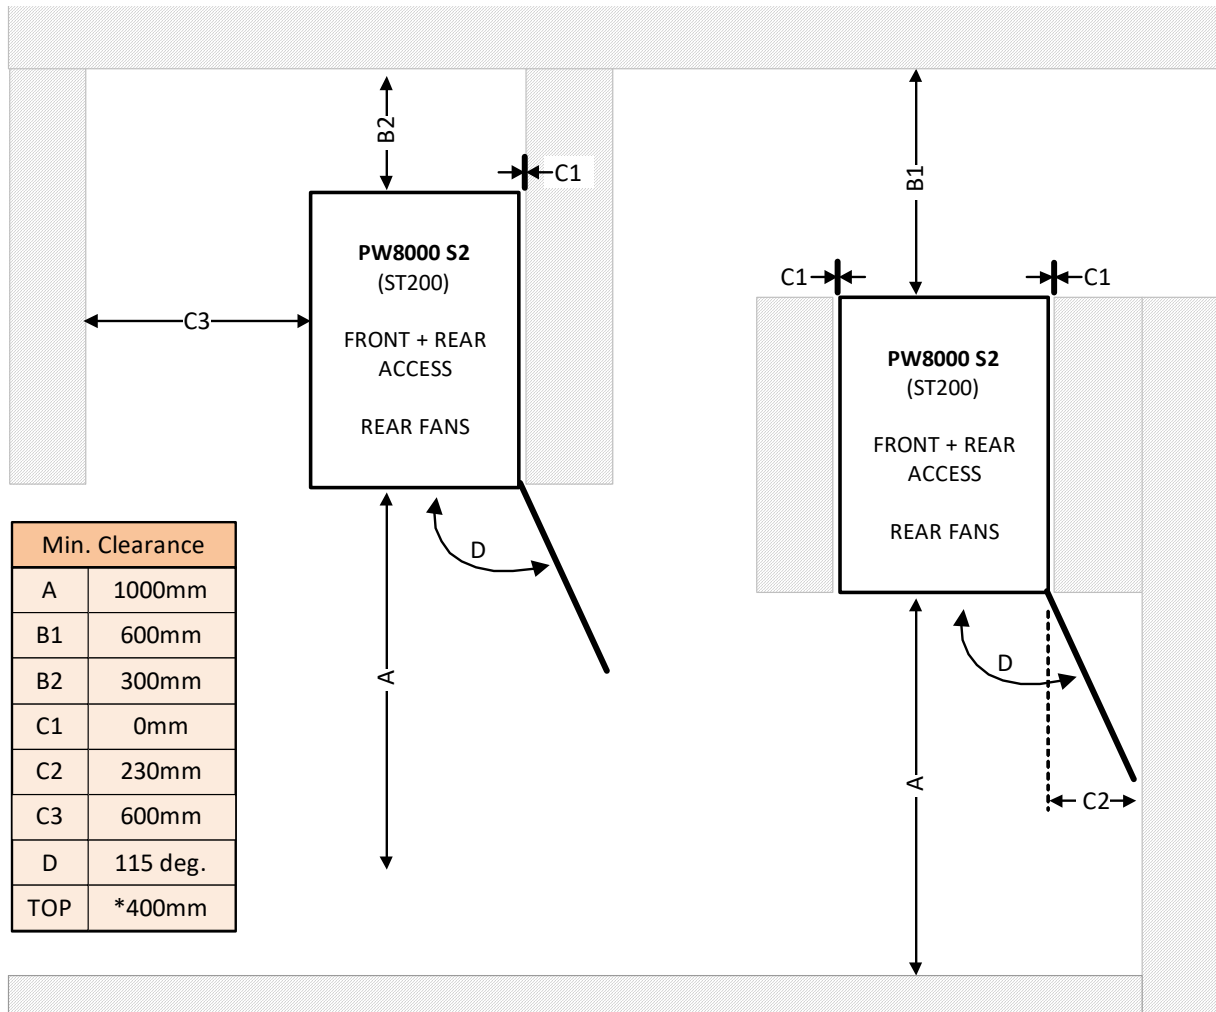 B2
C1
B1
PW8000 S2
(ST200)
FRONT + REAR
ACCESS
REAR FANS
C3
C1
C1
PW8000 S2
(ST200)
FRONT + REAR
ACCESS
REAR FANS
D
A
D
A
C2
Min. Clearance
A 1000mm
B1 600mm
B2 300mm
C1 0mm
C2 230mm
C3 600mm
D 115 deg.
TOP *400mm